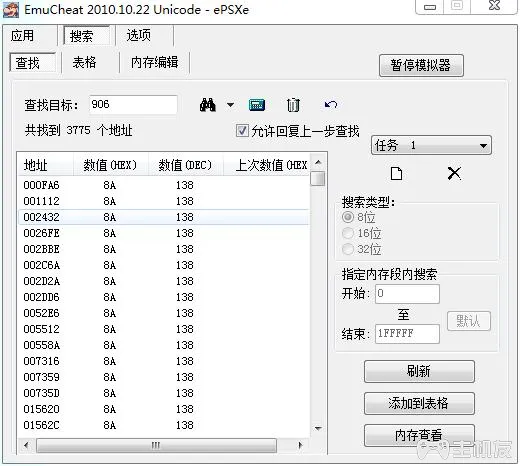 EmuCheat 2010.10.22 Unicode - ePSXe
应用 搜索 选项
查找 表格 内存编辑 暂停模拟器
查找目标: 906
共找到 3775 个地址 允许回复上一步查找
任务 1
地址 数值(HEX) 数值(DEC) 上次数值(HEX
000FA6 8A 138
001112 8A 138
002432 8A 138
0026FE 8A 138
002BBE 8A 138
002C6A 8A 138
002D2A 8A 138
002DD6 8A 138
0052E6 8A 138
005512 8A 138
00558A 8A 138
007316 8A 138
007359 8A 138
00735D 8A 138
015620 8A 138
01562C 8A 138
搜索类型:
8位
16位
32位
指定内存段内搜索
开始: 0
至
结束: 1FFFFF 默认
刷新
添加到表格
内存查看
主机友